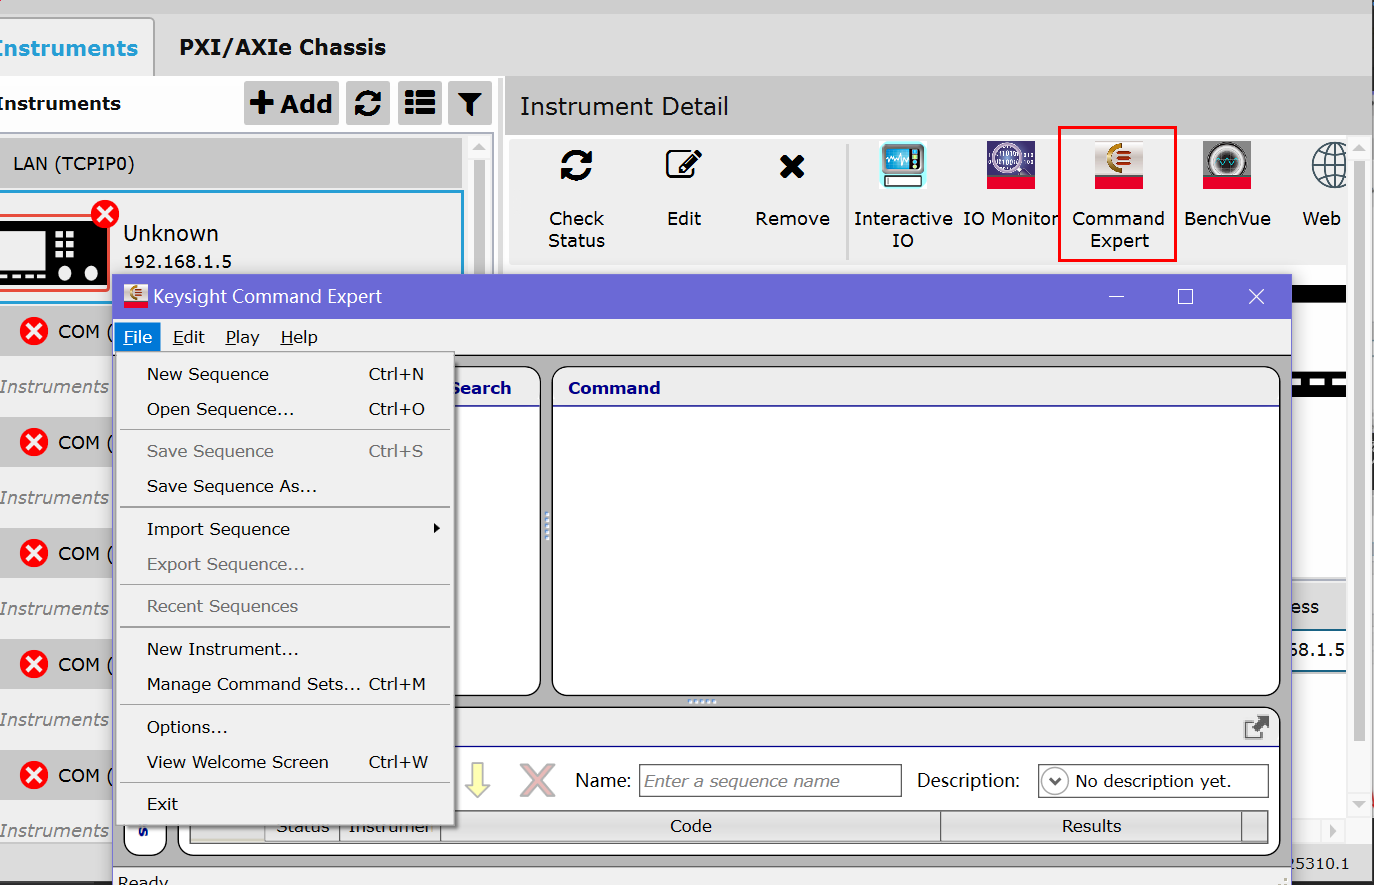 Instruments
PXI/AXIe Chassis
Instruments
Add
Instrument Detail
LAN (TCPIP0)
Unknown
192.168.1.5
Check
Status
Edit
Remove
Interactive
IO
IO Monitor
Command
Expert
BenchVue
Web
Keysight Command Expert
File
Edit
Play
Help
New Sequence Ctrl+N
Open Sequence... Ctrl+O
Save Sequence Ctrl+S
Save Sequence As...
Import Sequence
Export Sequence...
Recent Sequences
New Instrument...
Manage Command Sets... Ctrl+M
Options...
View Welcome Screen Ctrl+W
Exit
COM (
Instruments
COM (
Instruments
COM (
Instruments
COM (
Instruments
COM (
Instruments
Search
Command
ess
58.1.5
Name: Enter a sequence name
Description: No description yet.
Status
Instrumer
Code
Results
s
Ready
25310.1